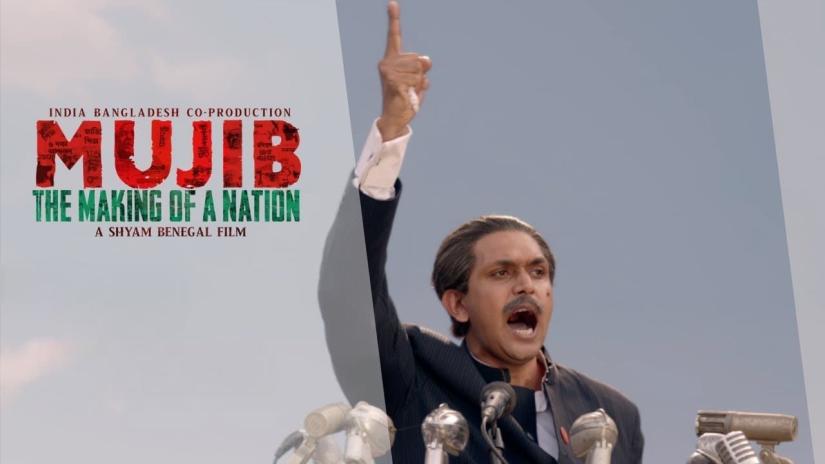 INDIA BANGLADESH CO-PRODUCTION
MUJIB
THE MAKING OF A NATION
A SHYAM BENEGAL FILM